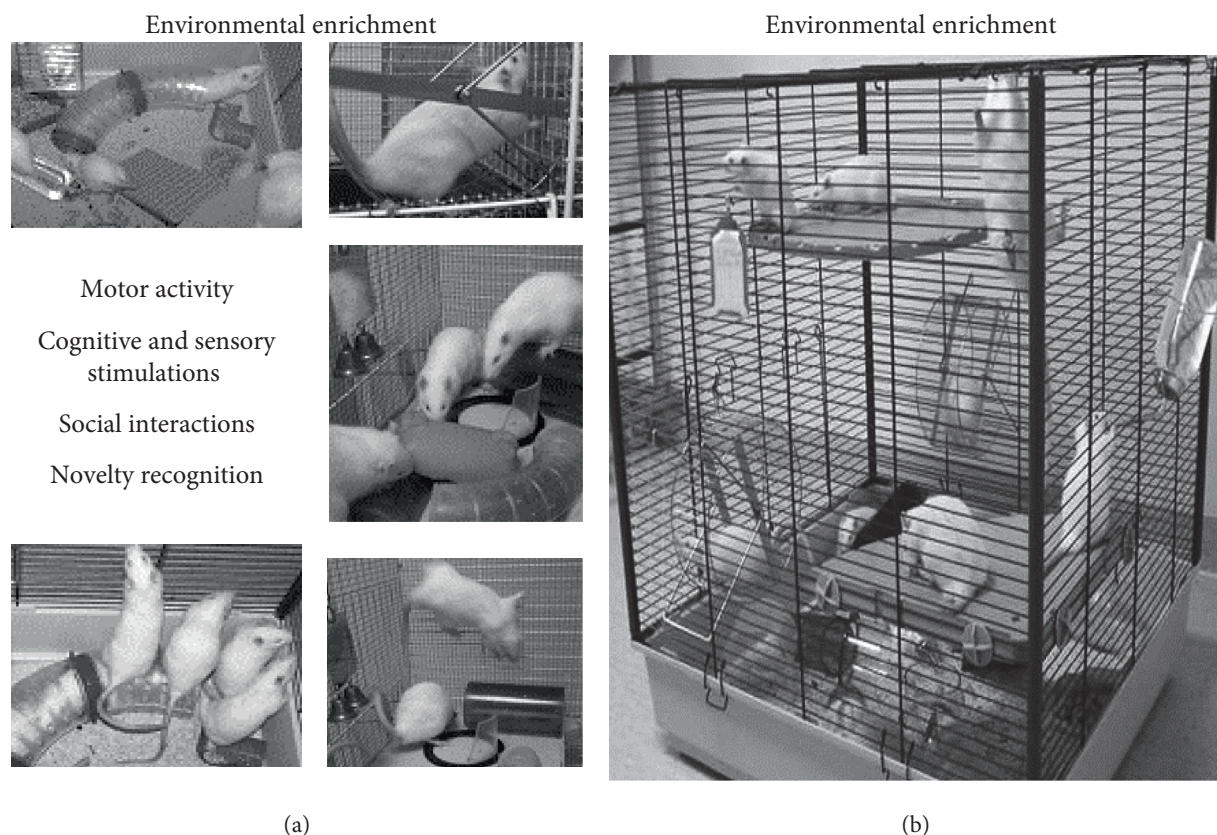 Environmental enrichment
Environmental enrichment
Motor activity
Cognitive and sensory
stimulations
Social interactions
Novelty recognition
(a)
(b)